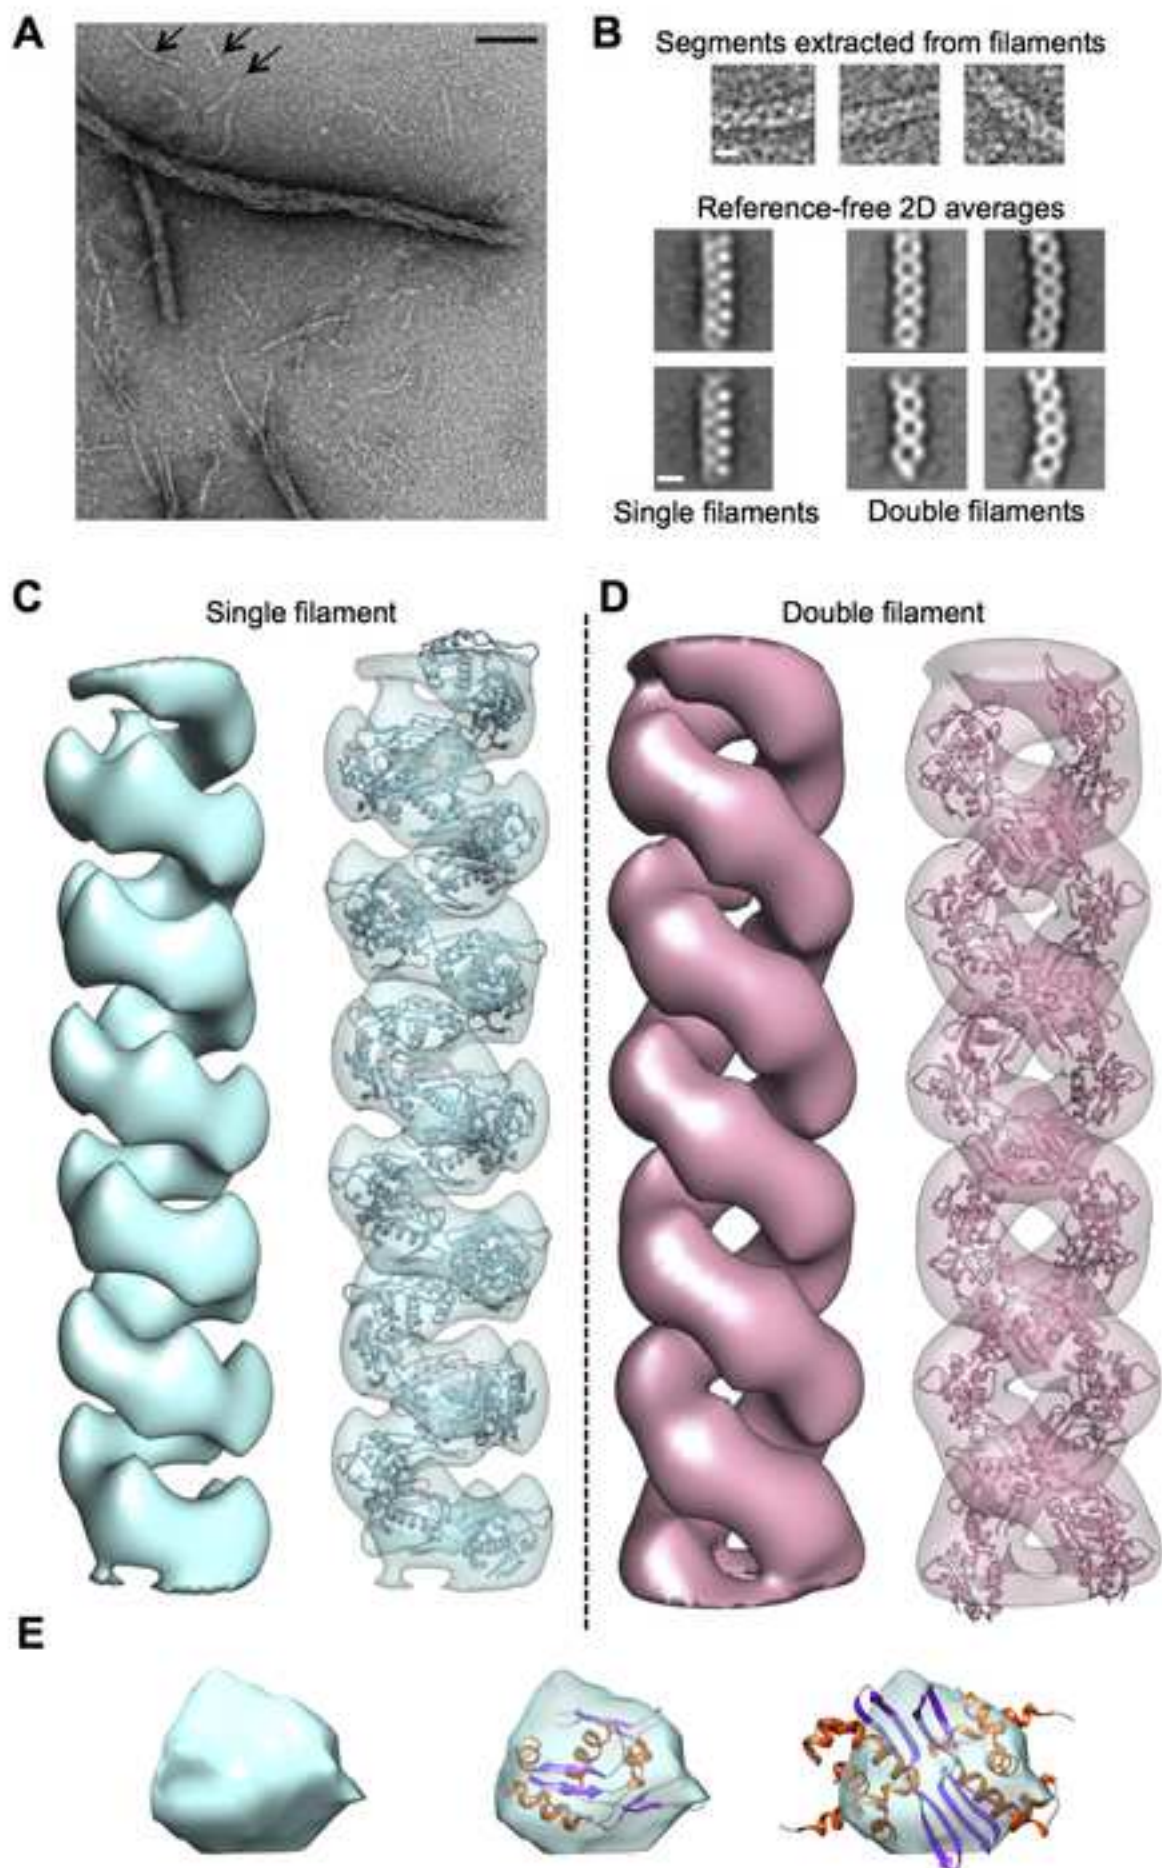 A
B
Segments extracted from filaments
Reference-free 2D averages
Single filaments
Double filaments
C
Single filament
D
Double filament
E